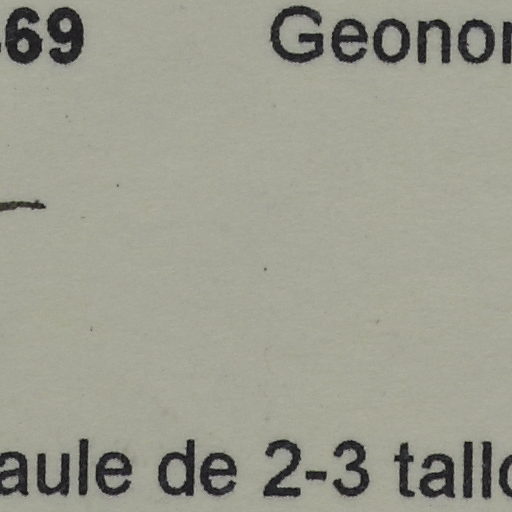 69 Geonor
aule de 2-3 tallo